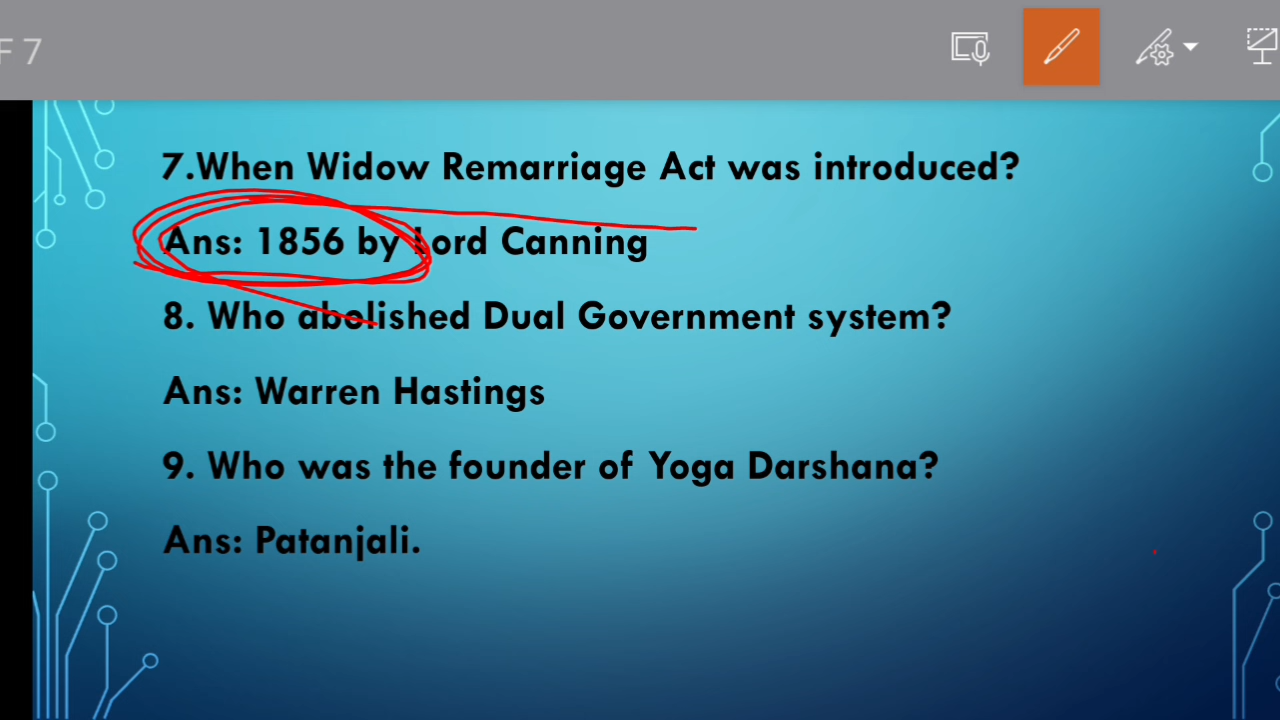 F 7
7.When Widow Remarriage Act was introduced?
Ans: 1856 by Lord Canning
8. Who abolished Dual Government system?
Ans: Warren Hastings
9. Who was the founder of Yoga Darshana?
Ans: Patanjali.